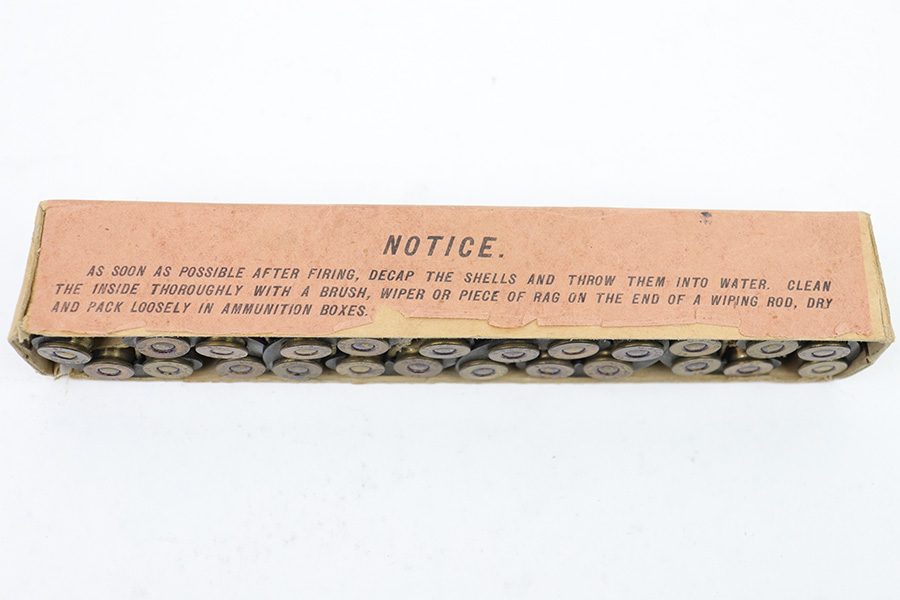 NOTICE.
AS SOON AS POSSIBLE AFTER FIRING, DECAP THE SHELLS AND THROW THEM INTO WATER. CLEAN
THE INSIDE THOROUGHLY WITH A BRUSH, WIPER OR PIECE OF RAG ON THE END OF A WIPING ROD, DRY
AND PACK LOOSELY IN AMMUNITION BOXES.